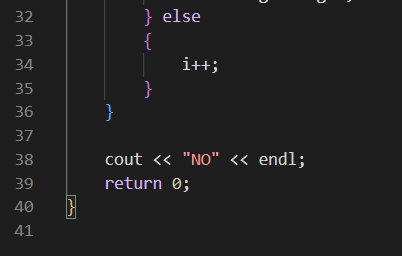 32 } else
33 {
34 i++;
35 }
36 }
37
38 cout << "NO" << endl;
39 return 0;
40 }
41